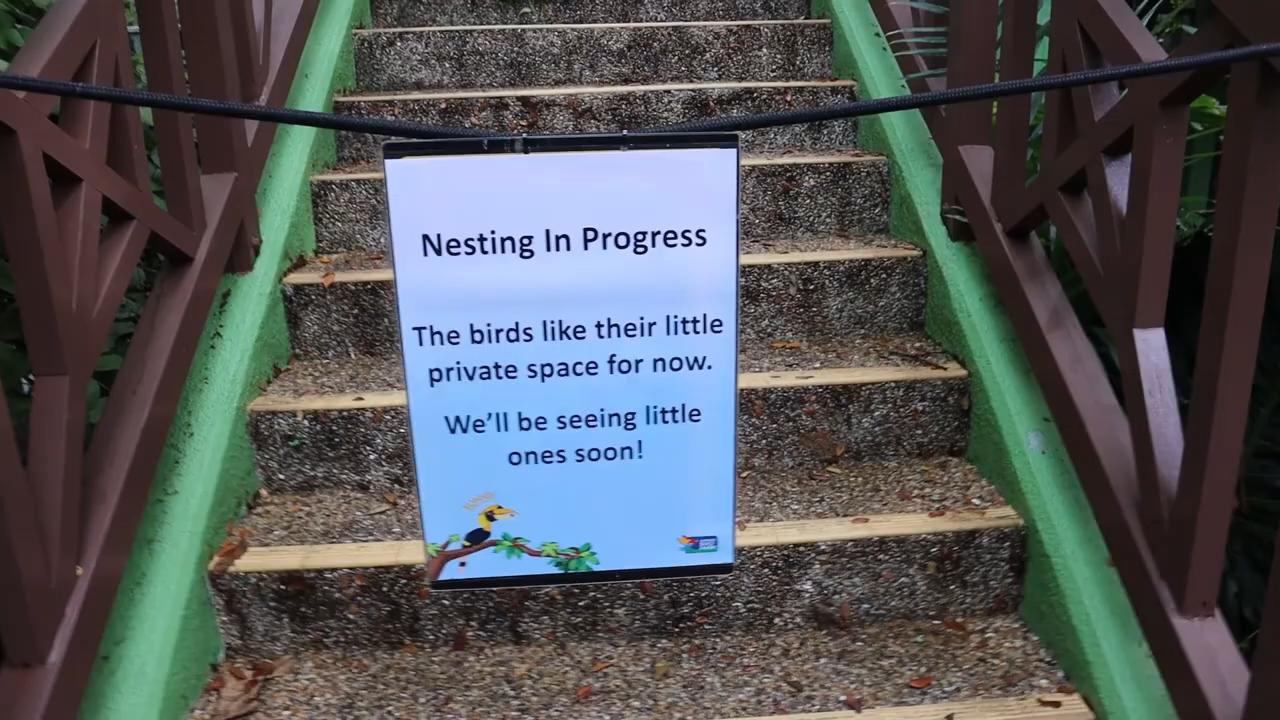 Nesting In Progress
The birds like their little
private space for now.
We'll be seeing little
ones soon!